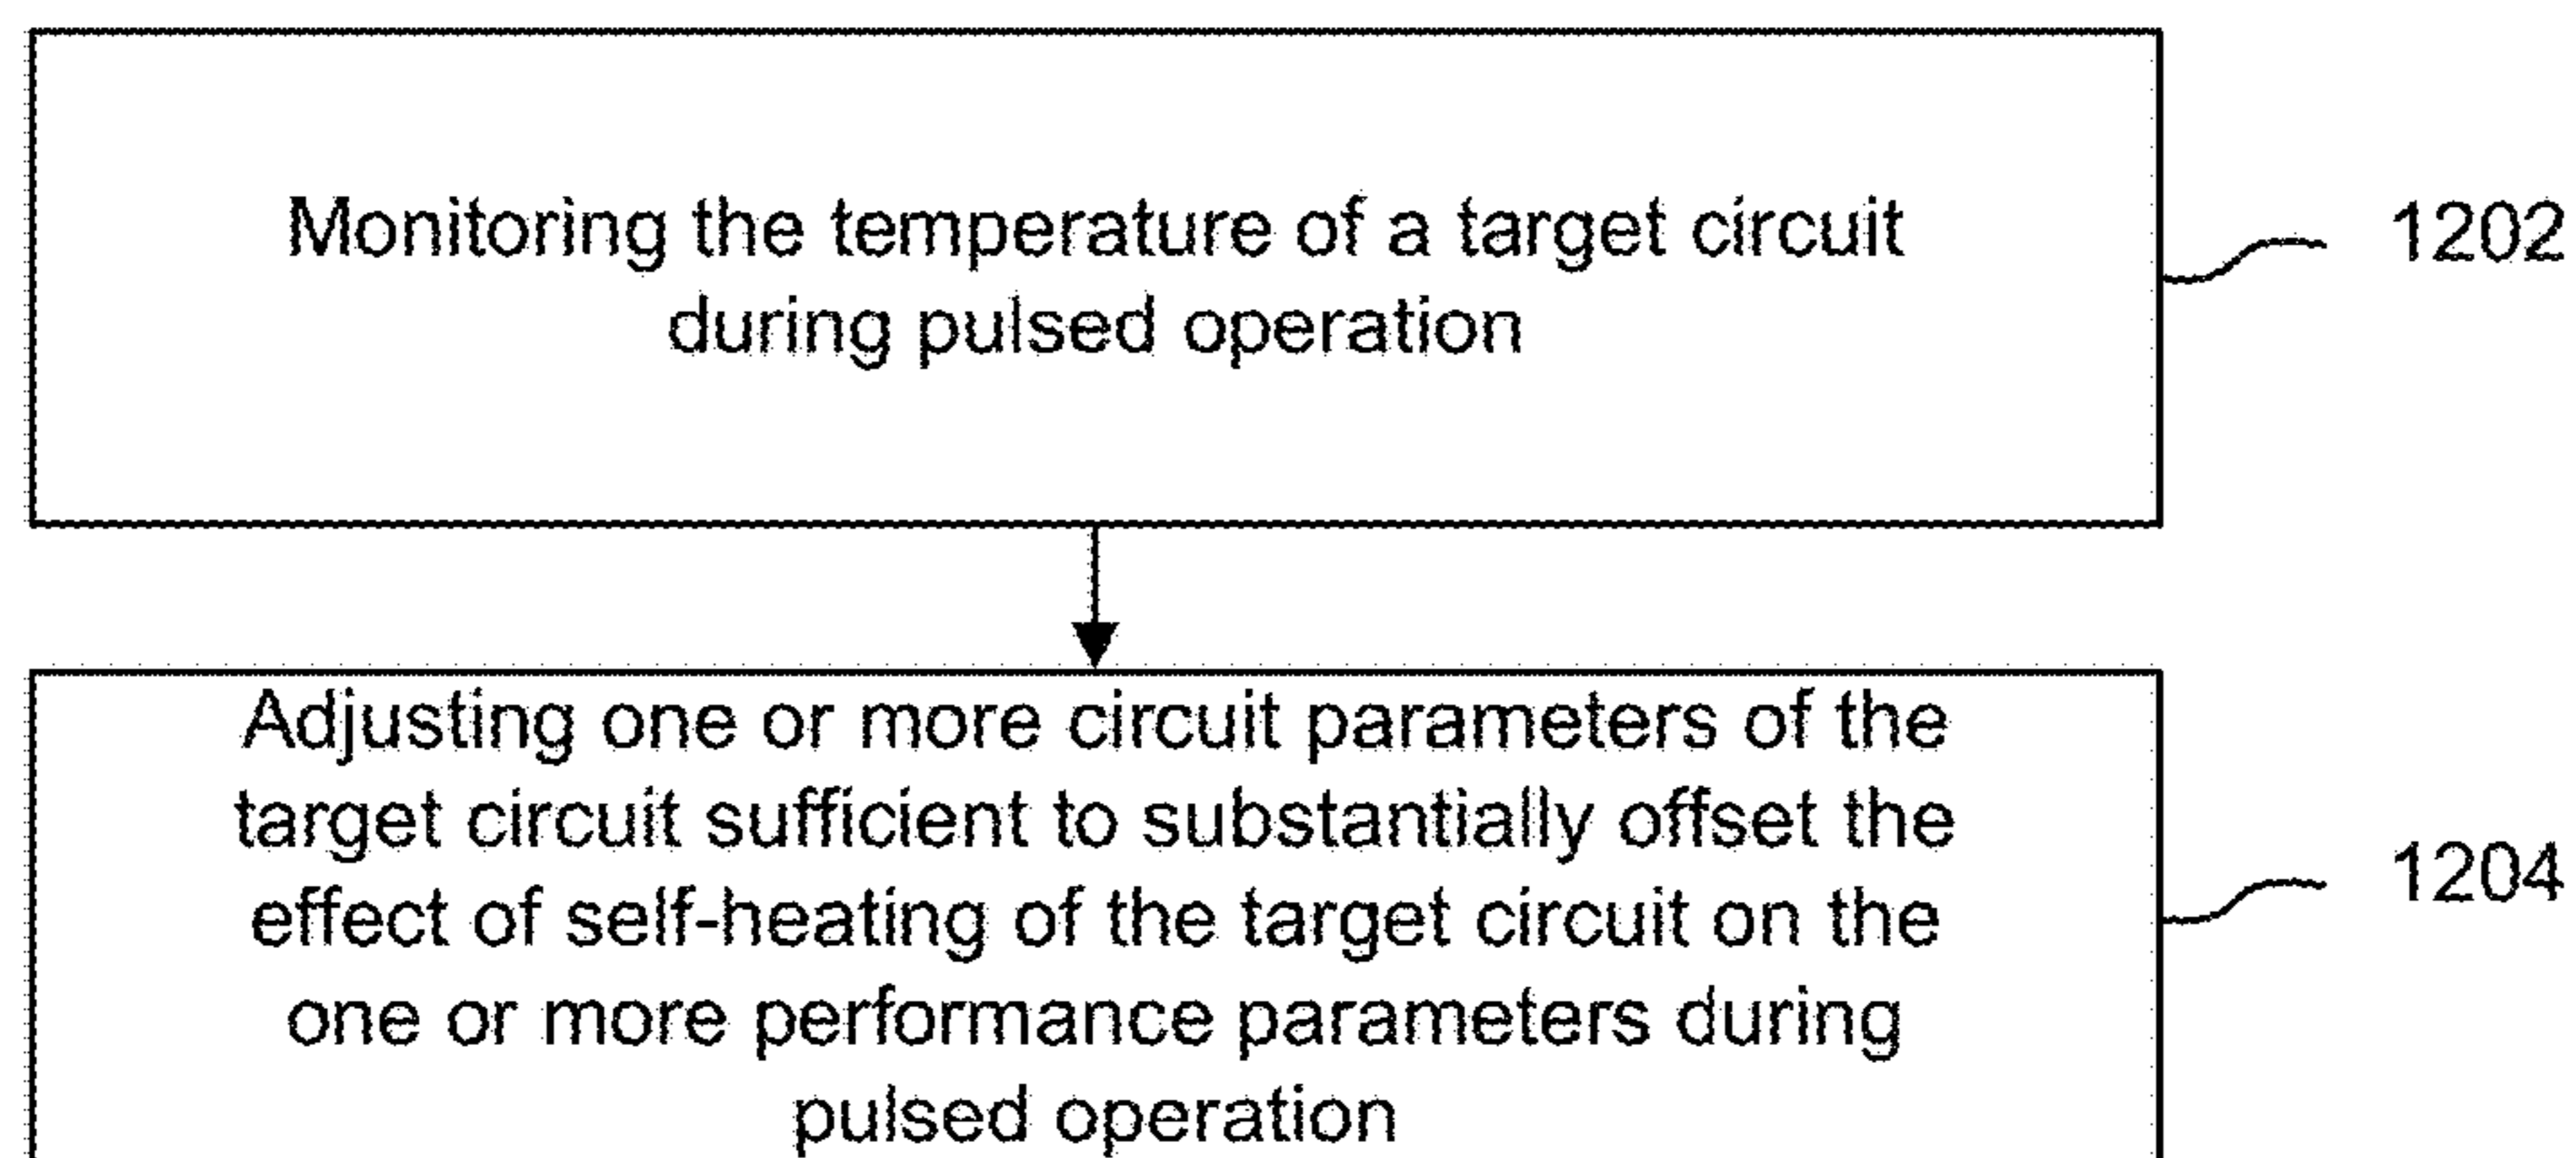 Monitoring the temperature of a target circuit
during pulsed operation
1202
Adjusting one or more circuit parameters of the
target circuit sufficient to substantially offset the
effect of self-heating of the target circuit on the
one or more performance parameters during
pulsed operation
1204